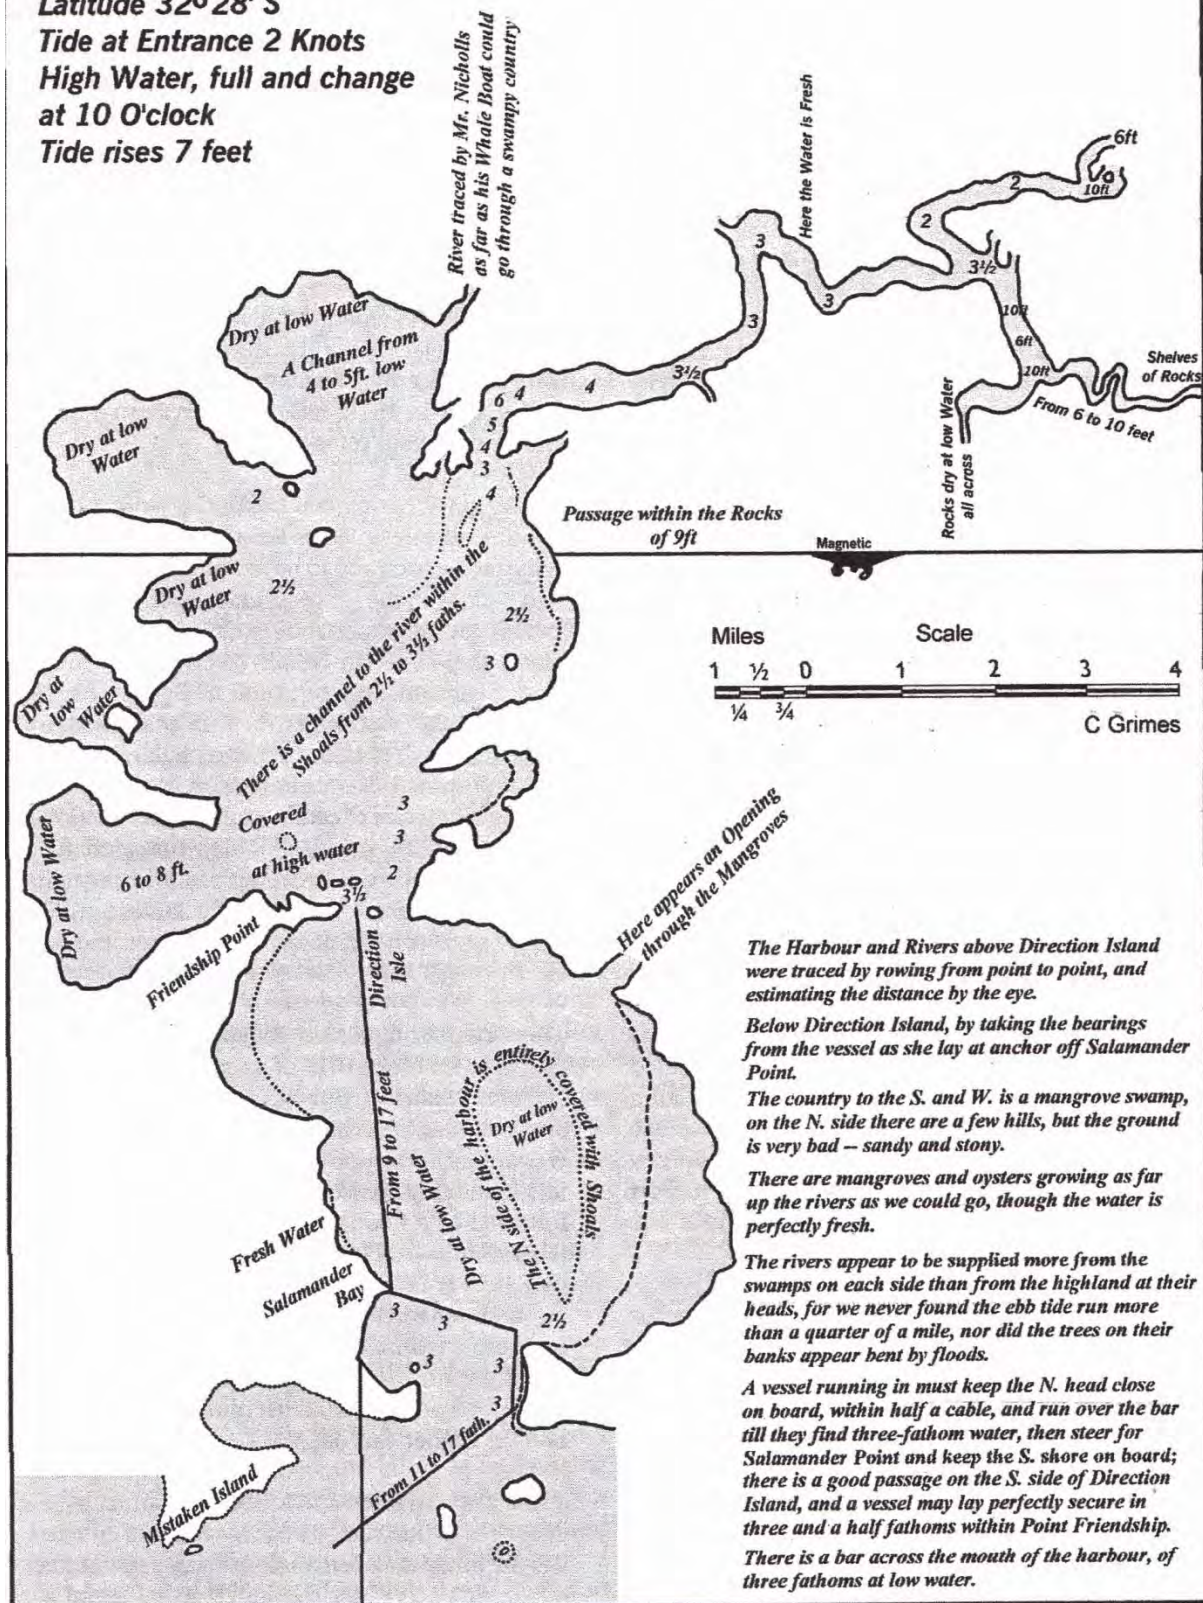 Latitude 32° 28' S
Tide at Entrance 2 Knots
High Water, full and change
at 10 O'clock
Tide rises 7 feet
River traced by Mr. Nicholls
as far as his Whale Boat could
go through a swampy country
Here the Water is Fresh
6ft
10ft
2
2
3½
3
3
3
3½
10ft
6ft
10ft
Shelves
of Rocks
From 6 to 10 feet
Rocks dry at low Water
all across
Dry at low Water
A Channel from
4 to 5ft. low
Water
6
4
4
5
4
3
4
Dry at low
Water
2
Passage within the Rocks
of 9ft
Magnetic
Dry at low
Water
2½
2½
3
There is a channel to the river within the
Shoals from 2½ to 3½ faths.
Dry at
low
Water
Miles Scale
1 ½ 0 1 2 3 4
¼ ¾
C Grimes
Covered
at high water
3
3
2
3½
Dry at low Water
6 to 8 ft.
Friendship Point
Direction
Isle
Here appears an Opening
through the Mangroves
From 9 to 17 feet
Dry at low Water
The N side of the harbour is entirely covered with Shoals
Dry at low
Water
Fresh Water
Salamander
Bay
3
3
2½
3
3
3
From 11 to 17 fath.
Mistaken Island
The Harbour and Rivers above Direction Island
were traced by rowing from point to point, and
estimating the distance by the eye.
Below Direction Island, by taking the bearings
from the vessel as she lay at anchor off Salamander
Point.
The country to the S. and W. is a mangrove swamp,
on the N. side there are a few hills, but the ground
is very bad – sandy and stony.
There are mangroves and oysters growing as far
up the rivers as we could go, though the water is
perfectly fresh.
The rivers appear to be supplied more from the
swamps on each side than from the highland at their
heads, for we never found the ebb tide run more
than a quarter of a mile, nor did the trees on their
banks appear bent by floods.
A vessel running in must keep the N. head close
on board, within half a cable, and run over the bar
till they find three-fathom water, then steer for
Salamander Point and keep the S. shore on board;
there is a good passage on the S. side of Direction
Island, and a vessel may lay perfectly secure in
three and a half fathoms within Point Friendship.
There is a bar across the mouth of the harbour, of
three fathoms at low water.